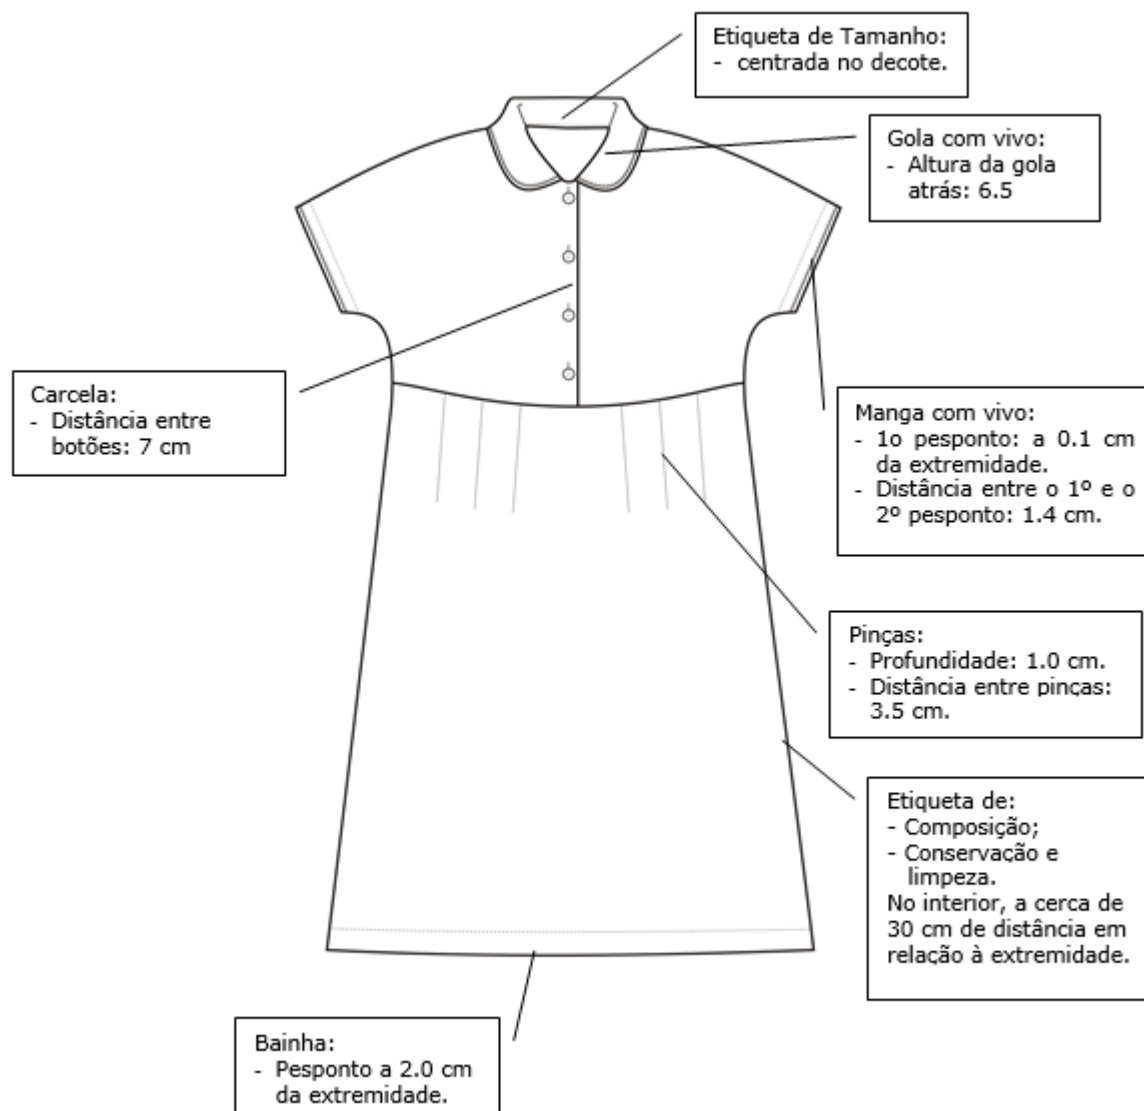 Etiqueta de Tamanho:
- centrada no decote.
Gola com vivo:
- Altura da gola
atrás: 6.5
Carcela:
- Distância entre
botões: 7 cm
Manga com vivo:
- 1o pesponto: a 0.1 cm
da extremidade.
- Distância entre o 1º e o
2º pesponto: 1.4 cm.
Pinças:
- Profundidade: 1.0 cm.
- Distância entre pinças:
3.5 cm.
Etiqueta de:
- Composição;
- Conservação e
limpeza.
No interior, a cerca de
30 cm de distância em
relação à extremidade.
Bainha:
- Pesponto a 2.0 cm
da extremidade.